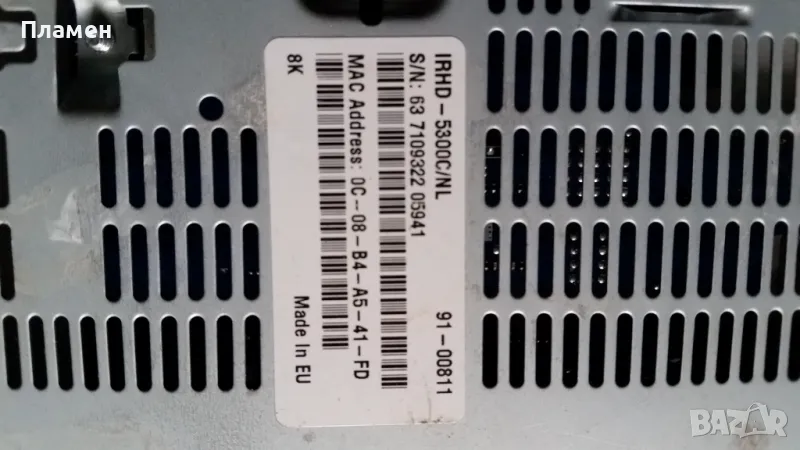 Пламен
IRHD-5300C/NL
91-00811
S/N: 63 7109322 05941
MAC Address: 0C-08-B4-A5-41-FD
8K
Made In EU
BAZAR